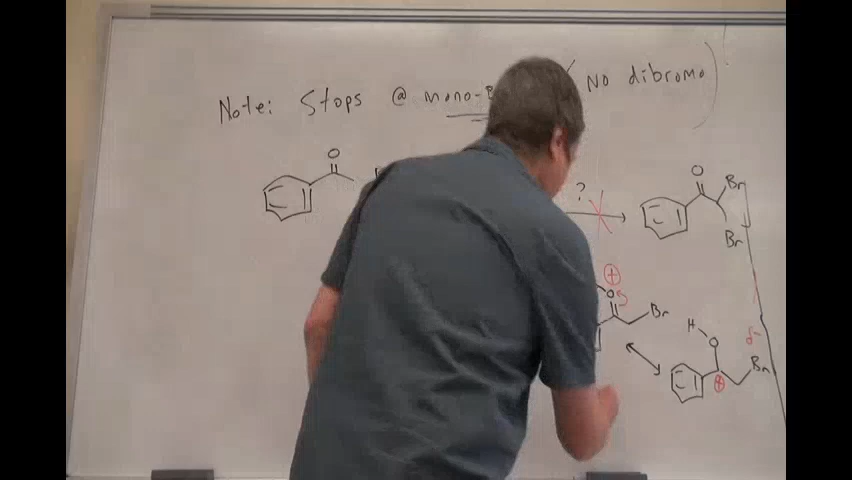 Note: Stops @ mono- (No dibromo)
O
O
Br
?
Br
⊕
O
Br
H
O
δ-
Br
⊕